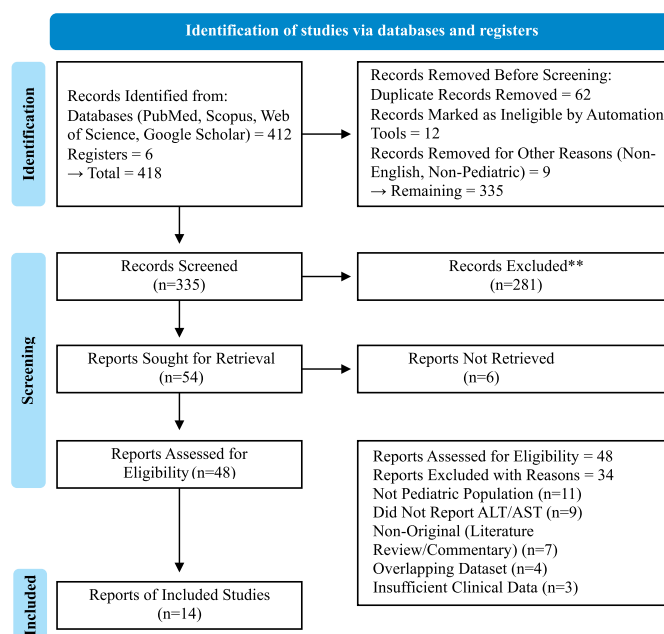 Identification of studies via databases and registers
Identification
Records Identified from:
Databases (PubMed, Scopus, Web
of Science, Google Scholar) = 412
Registers = 6
→ Total = 418
Records Removed Before Screening:
Duplicate Records Removed = 62
Records Marked as Ineligible by Automation
Tools = 12
Records Removed for Other Reasons (Non-
English, Non-Pediatric) = 9
→ Remaining = 335
Screening
Records Screened
(n=335)
Records Excluded**
(n=281)
Reports Sought for Retrieval
(n=54)
Reports Not Retrieved
(n=6)
Reports Assessed for
Eligibility (n=48)
Reports Assessed for Eligibility = 48
Reports Excluded with Reasons = 34
Not Pediatric Population (n=11)
Did Not Report ALT/AST (n=9)
Non-Original (Literature
Review/Commentary) (n=7)
Overlapping Dataset (n=4)
Insufficient Clinical Data (n=3)
Included
Reports of Included Studies
(n=14)